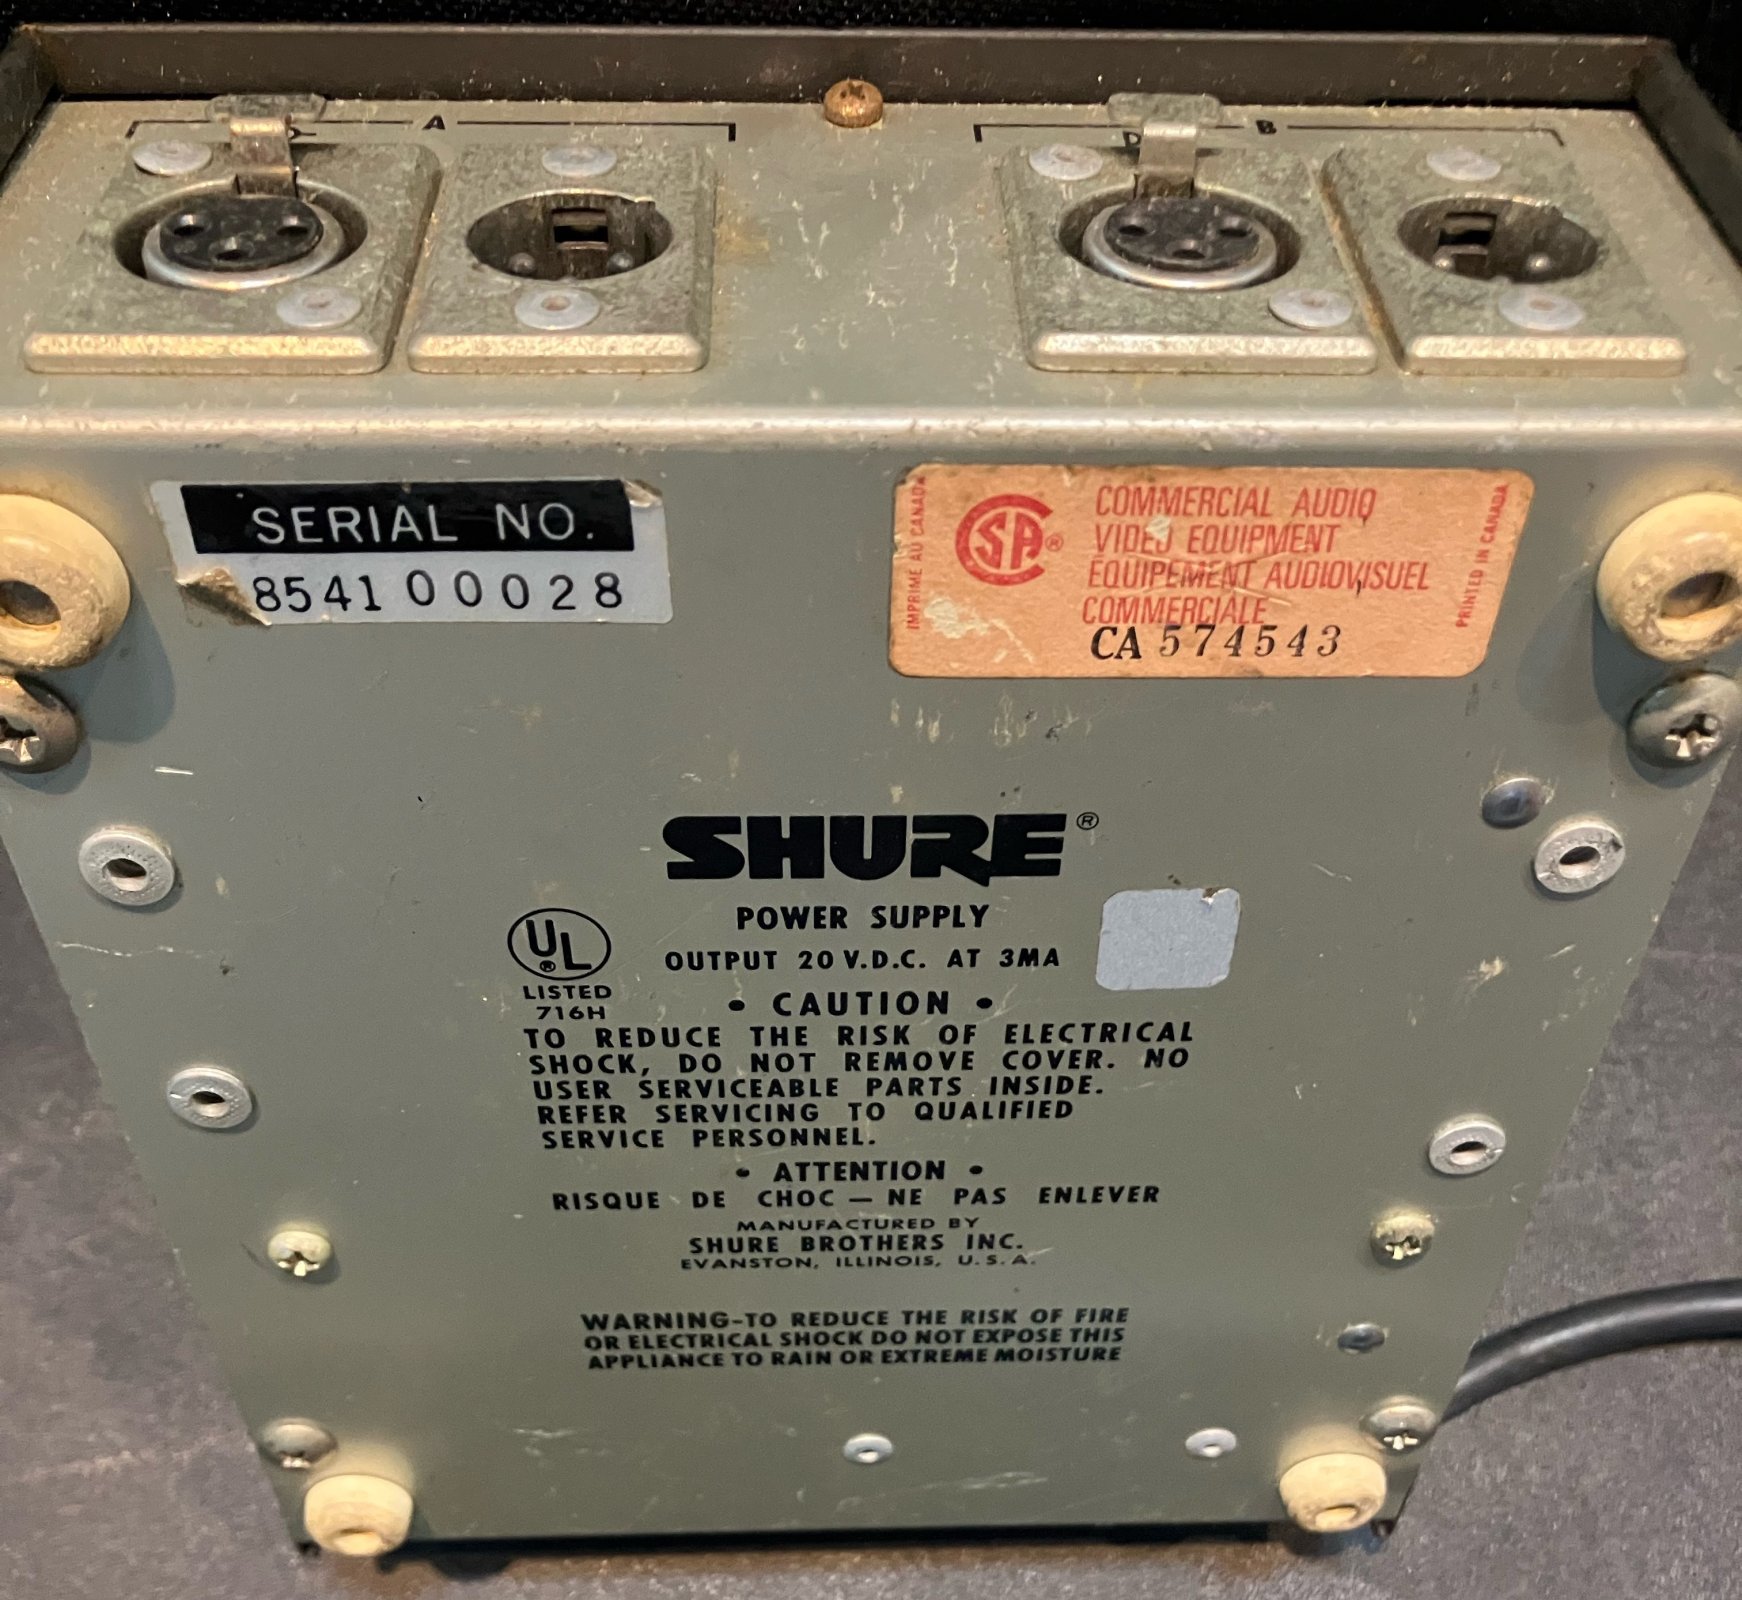 A
B
SERIAL NO.
854100028
IMPRIMÉ AU CANADA
CSA®
COMMERCIAL AUDIO
VIDEO EQUIPMENT
EQUIPEMENT AUDIOVISUEL
COMMERCIALE
CA 574543
PRINTED IN CANADA
SHURE®
POWER SUPPLY
OUTPUT 20 V.D.C. AT 3MA
UL®
LISTED
716H
• CAUTION •
TO REDUCE THE RISK OF ELECTRICAL
SHOCK, DO NOT REMOVE COVER. NO
USER SERVICEABLE PARTS INSIDE.
REFER SERVICING TO QUALIFIED
SERVICE PERSONNEL.
• ATTENTION •
RISQUE DE CHOC — NE PAS ENLEVER
MANUFACTURED BY
SHURE BROTHERS INC.
EVANSTON, ILLINOIS, U.S.A.
WARNING-TO REDUCE THE RISK OF FIRE
OR ELECTRICAL SHOCK DO NOT EXPOSE THIS
APPLIANCE TO RAIN OR EXTREME MOISTURE